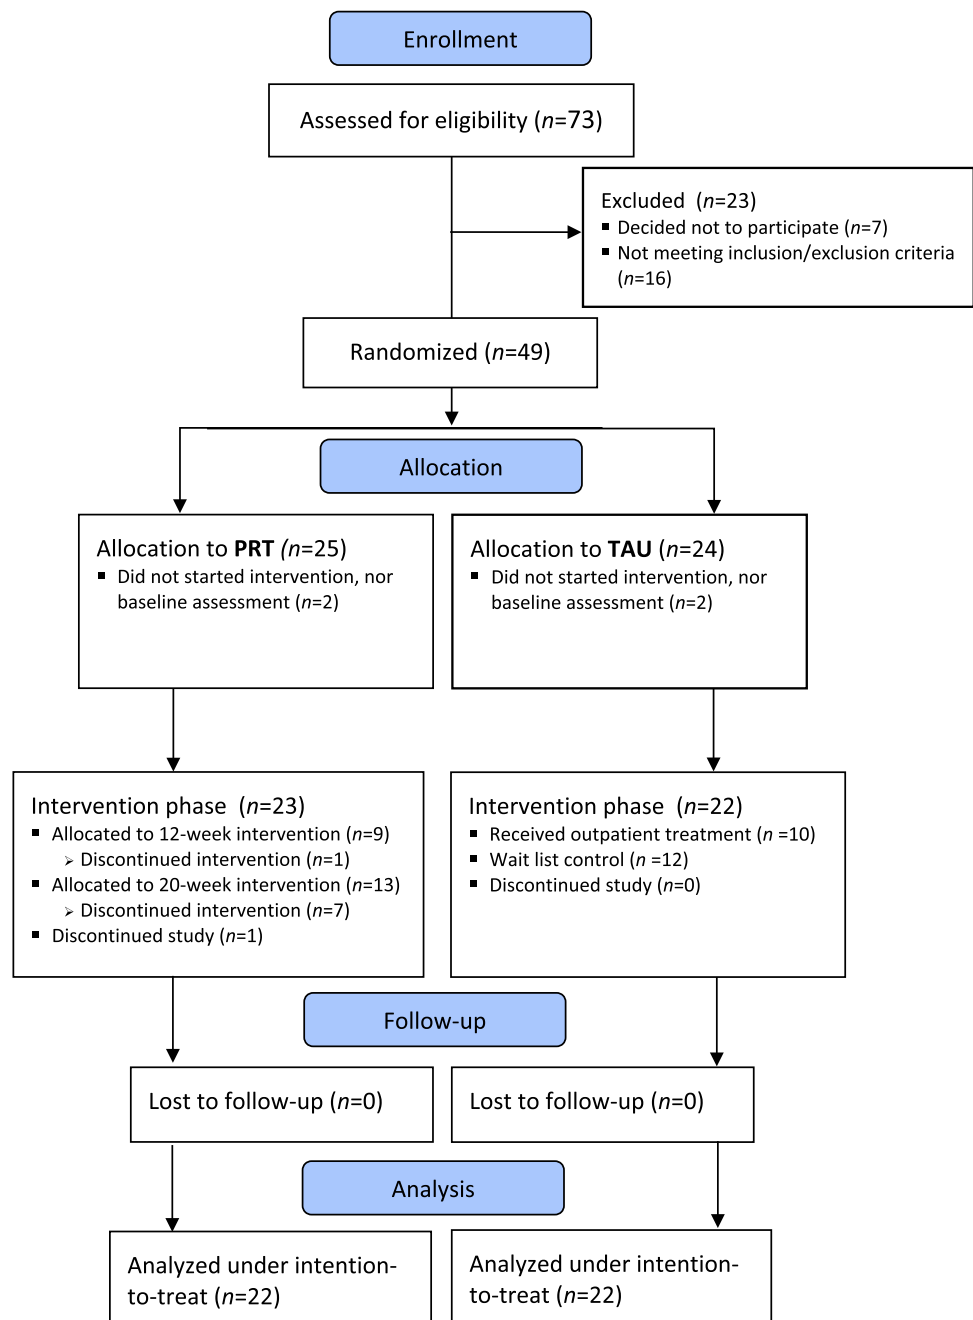 Enrollment
Assessed for eligibility (n=73)
Excluded (n=23)
▪ Decided not to participate (n=7)
▪ Not meeting inclusion/exclusion criteria
(n=16)
Randomized (n=49)
Allocation
Allocation to PRT (n=25)
▪ Did not started intervention, nor
baseline assessment (n=2)
Allocation to TAU (n=24)
▪ Did not started intervention, nor
baseline assessment (n=2)
Intervention phase (n=23)
▪ Allocated to 12-week intervention (n=9)
➢ Discontinued intervention (n=1)
▪ Allocated to 20-week intervention (n=13)
➢ Discontinued intervention (n=7)
▪ Discontinued study (n=1)
Intervention phase (n=22)
▪ Received outpatient treatment (n =10)
▪ Wait list control (n =12)
▪ Discontinued study (n=0)
Follow-up
Lost to follow-up (n=0)
Lost to follow-up (n=0)
Analysis
Analyzed under intention-
to-treat (n=22)
Analyzed under intention-
to-treat (n=22)